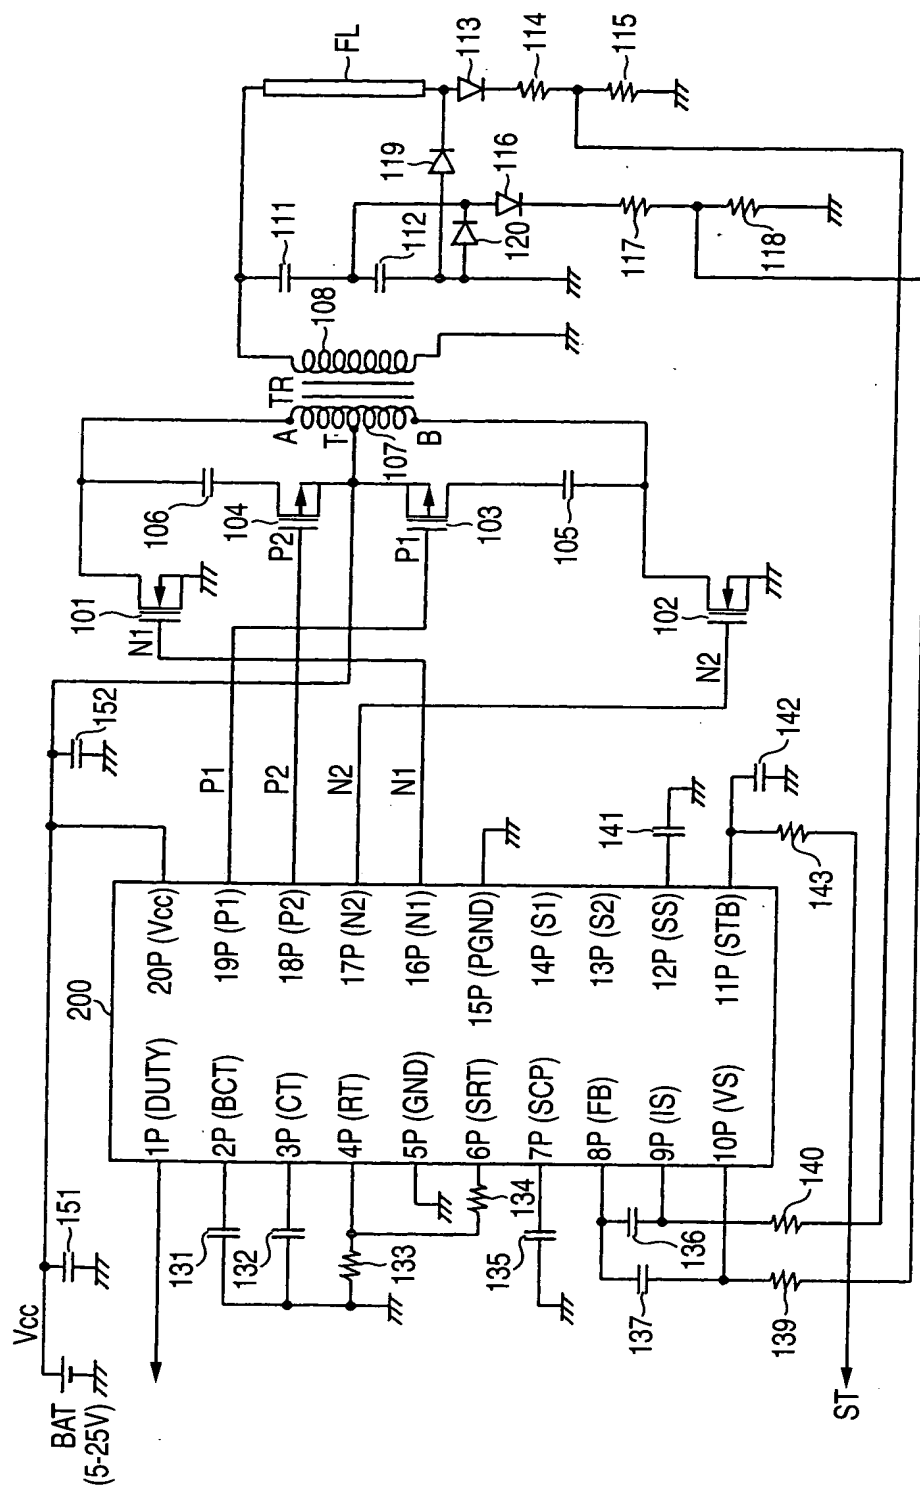 BAT
(5-25V)
Vcc
151
152
200
1P (DUTY)
2P (BCT)
3P (CT)
4P (RT)
5P (GND)
6P (SRT)
7P (SCP)
8P (FB)
9P (IS)
10P (VS)
20P (Vcc)
19P (P1)
18P (P2)
17P (N2)
16P (N1)
15P (PGND)
14P (S1)
13P (S2)
12P (SS)
11P (STB)
131
132
133
134
135
136
137
139
140
ST
141
142
143
P1
P2
N2
N1
N1
101
106
104
P2
P1
103
105
102
N2
A
T
B
107
TR
108
111
112
119
120
116
117
118
FL
113
114
115